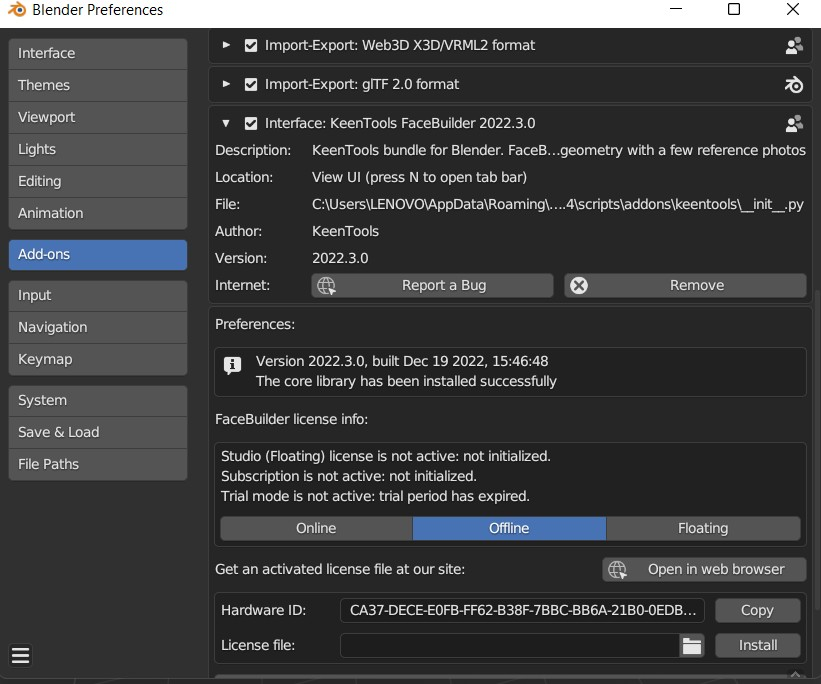 Blender Preferences
Interface
Themes
Viewport
Lights
Editing
Animation
Add-ons
Input
Navigation
Keymap
System
Save & Load
File Paths
Import-Export: Web3D X3D/VRML2 format
Import-Export: glTF 2.0 format
Interface: KeenTools FaceBuilder 2022.3.0
Description: KeenTools bundle for Blender. FaceB...geometry with a few reference photos
Location: View UI (press N to open tab bar)
File: C:\Users\LENOVO\AppData\Roaming\....4\scripts\addons\keentools\__init__.py
Author: KeenTools
Version: 2022.3.0
Internet: Report a Bug Remove
Preferences:
Version 2022.3.0, built Dec 19 2022, 15:46:48
The core library has been installed successfully
FaceBuilder license info:
Studio (Floating) license is not active: not initialized.
Subscription is not active: not initialized.
Trial mode is not active: trial period has expired.
Online Offline Floating
Get an activated license file at our site: Open in web browser
Hardware ID: CA37-DECE-E0FB-FF62-B38F-7BBC-BB6A-21B0-0EDB... Copy
License file: Install